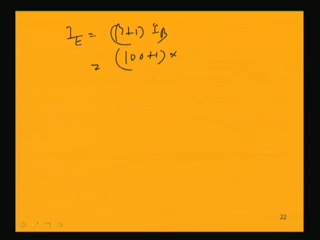 I_E = (β+1) I_B
= (100+1) ×
22